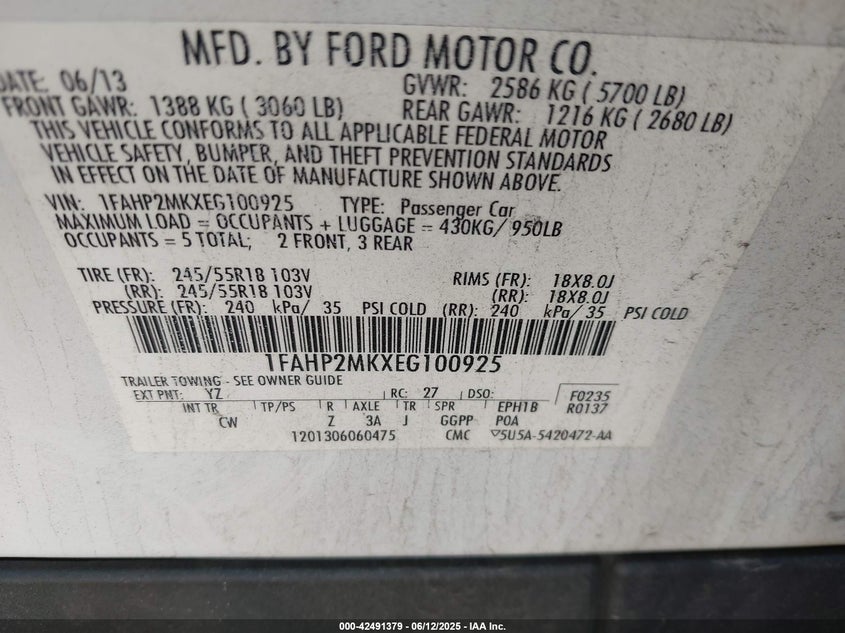 MFD. BY FORD MOTOR CO.
DATE: 06/13 GVWR: 2586 KG ( 5700 LB)
FRONT GAWR: 1388 KG ( 3060 LB) REAR GAWR: 1216 KG ( 2680 LB)
THIS VEHICLE CONFORMS TO ALL APPLICABLE FEDERAL MOTOR
VEHICLE SAFETY, BUMPER, AND THEFT PREVENTION STANDARDS
IN EFFECT ON THE DATE OF MANUFACTURE SHOWN ABOVE.
VIN: 1FAHP2MKXEG100925 TYPE: Passenger Car
MAXIMUM LOAD = OCCUPANTS + LUGGAGE = 430KG/ 950LB
OCCUPANTS = 5 TOTAL; 2 FRONT, 3 REAR
TIRE (FR): 245/55R18 103V RIMS (FR): 18X8.0J
(RR): 245/55R18 103V (RR): 18X8.0J
PRESSURE (FR): 240 kPa/ 35 PSI COLD (RR): 240 kPa/ 35 PSI COLD
1FAHP2MKXEG100925
TRAILER TOWING - SEE OWNER GUIDE
EXT PNT: YZ RC: 27 DSO: F0235
INT TR TP/PS R AXLE TR SPR EPH1B R0137
CW Z 3A J GGPP P0A
1201306060475 CMC 5U5A-5420472-AA
000-42491379 - 06/12/2025 - IAA Inc.